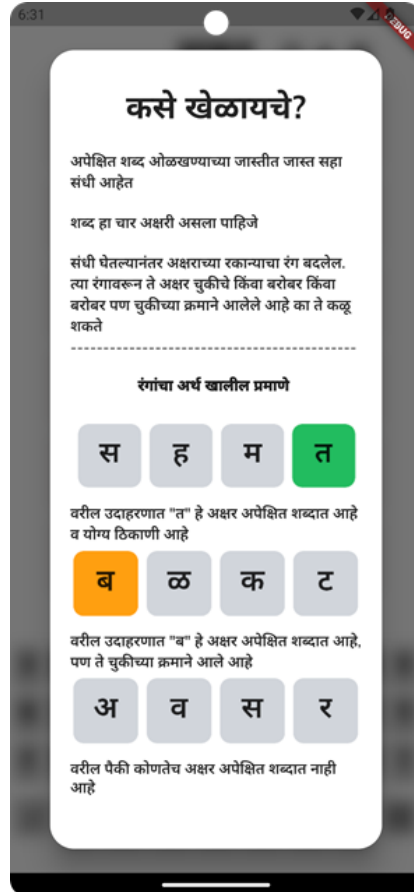 6:31
कसे खेळायचे?
अपेक्षित शब्द ओळखण्याच्या जास्तीत जास्त सहा
संधी आहेत
शब्द हा चार अक्षरी असला पाहिजे
संधी घेतल्यानंतर अक्षराच्या रकान्याचा रंग बदलेल.
त्या रंगावरून ते अक्षर चुकीचे किंवा बरोबर किंवा
बरोबर पण चुकीच्या क्रमाने आलेले आहे का ते कळू
शकते
रंगांचा अर्थ खालील प्रमाणे
स ह म त
वरील उदाहरणात "त" हे अक्षर अपेक्षित शब्दात आहे
व योग्य ठिकाणी आहे
ब ळ क ट
वरील उदाहरणात "ब" हे अक्षर अपेक्षित शब्दात आहे,
पण ते चुकीच्या क्रमाने आले आहे
अ व स र
वरील पैकी कोणतेच अक्षर अपेक्षित शब्दात नाही
आहे